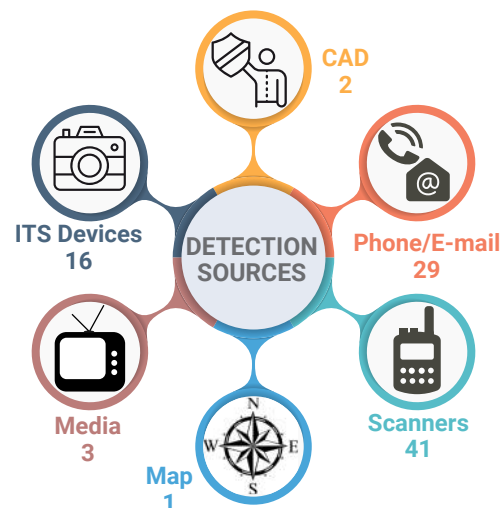 CAD
2
ITS Devices
16
DETECTION
SOURCES
@
Phone/E-mail
29
Media
3
Scanners
41
Map
1
N
W
E
S